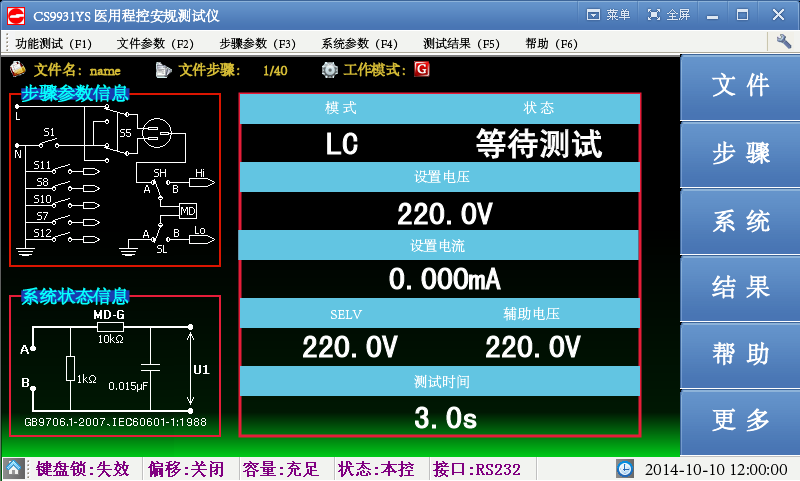 CS9931YS 医用程控安规测试仪 菜单 全屏
功能测试 (F1) 文件参数 (F2) 步骤参数 (F3) 系统参数 (F4) 测试结果 (F5) 帮助 (F6)
文件名: name 文件步骤: 1/40 工作模式: G
步骤参数信息
L
N
S1
S5
S11
S8
S10
S7
S12
SH
Hi
A B
MD
A B
Lo
SL
系统状态信息
MD-G
10kΩ
A
B
1kΩ
0.015μF
U1
GB9706.1-2007、IEC60601-1:1988
模式 状态
LC 等待测试
设置电压
220.0V
设置电流
0.000mA
SELV 辅助电压
220.0V 220.0V
测试时间
3.0s
文件
步骤
系统
结果
帮助
更多
键盘锁:失效 偏移:关闭 容量:充足 状态:本控 接口:RS232 2014-10-10 12:00:00